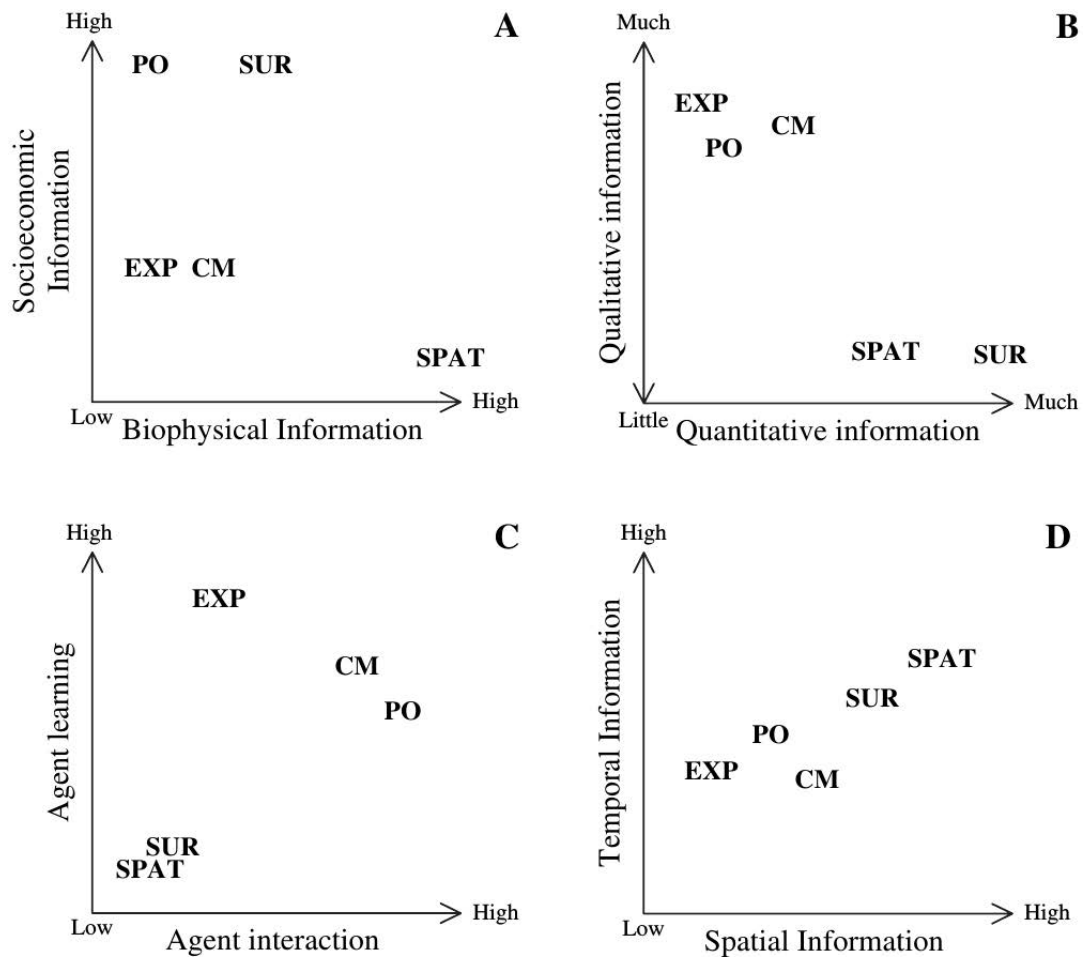 High
A
PO SUR
Socioeconomic
Information
EXP CM
SPAT
Low
High
Biophysical Information
Much
B
EXP
CM
PO
Qualitative information
SPAT SUR
Little
Much
Quantitative information
High
C
EXP
CM
PO
Agent learning
SUR
SPAT
Low
High
Agent interaction
High
D
SPAT
SUR
PO
EXP
CM
Temporal Information
Low
High
Spatial Information